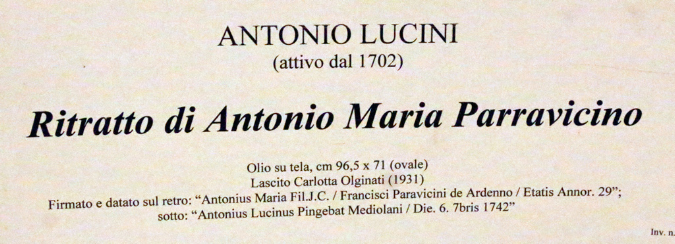 ANTONIO LUCINI
(attivo dal 1702)
Ritratto di Antonio Maria Parravicino
Olio su tela, cm 96,5 x 71 (ovale)
Lascito Carlotta Olginati (1931)
Firmato e datato sul retro: “Antonius Maria Fil.J.C. / Francisci Paravicini de Ardenno / Etatis Annor. 29”;
sotto: “Antonius Lucinus Pingebat Mediolani / Die. 6. 7bris 1742”
Inv. n.